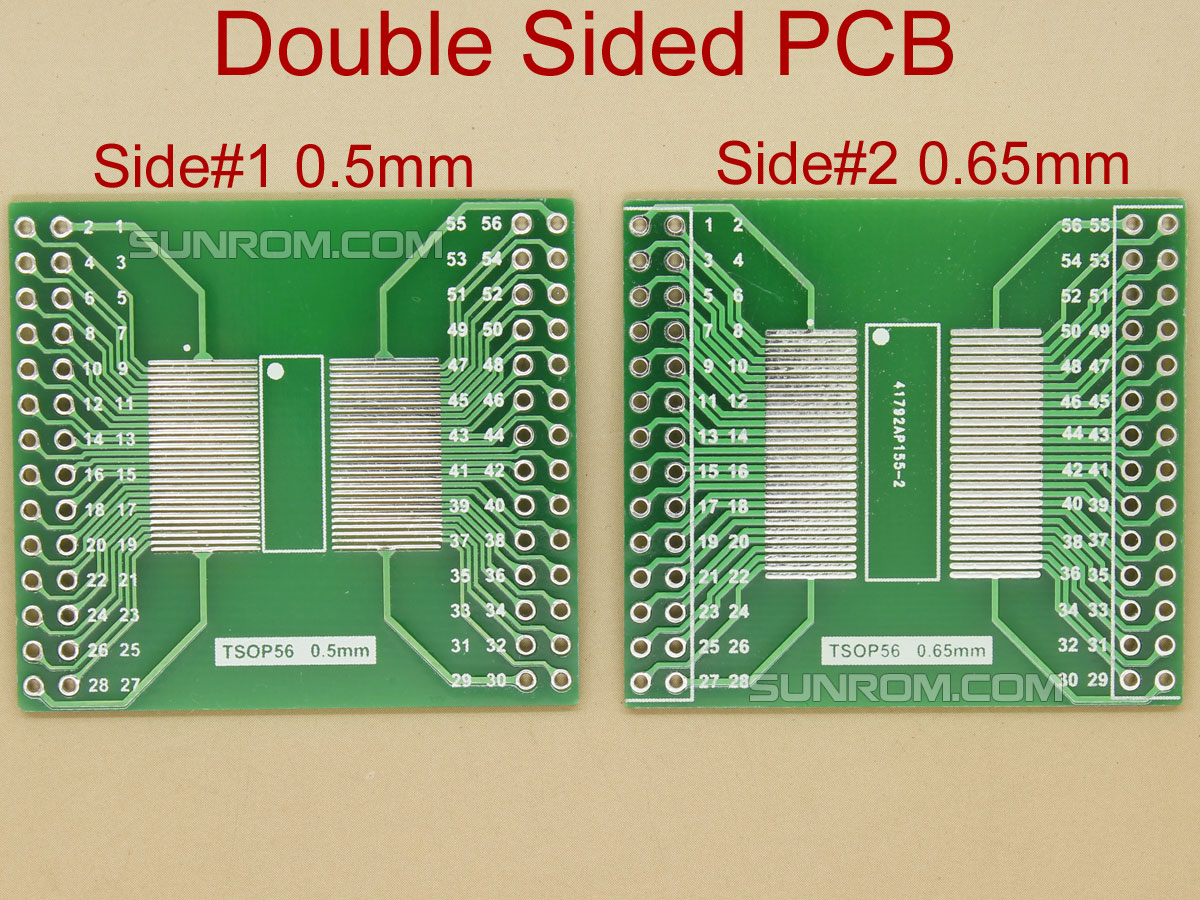 Double Sided PCB
Side#1 0.5mm
Side#2 0.65mm
2 1 55 56
SUNROM.COM
4 3 53 54
6 5 51 52
8 7 49 50
10 9 47 48
12 11 45 46
14 13 43 44
16 15 41 42
18 17 39 40
20 19 37 38
22 21 35 36
24 23 33 34
26 25 31 32
28 27 29 30
TSOP56 0.5mm
1 2 56 55
3 4 54 53
5 6 52 51
7 8 50 49
9 10 48 47
11 12 46 45
13 14 44 43
15 16 42 41
17 18 40 39
19 20 38 37
21 22 36 35
23 24 34 33
25 26 32 31
27 28 30 29
41792AP155-2
TSOP56 0.65mm
SUNROM.COM